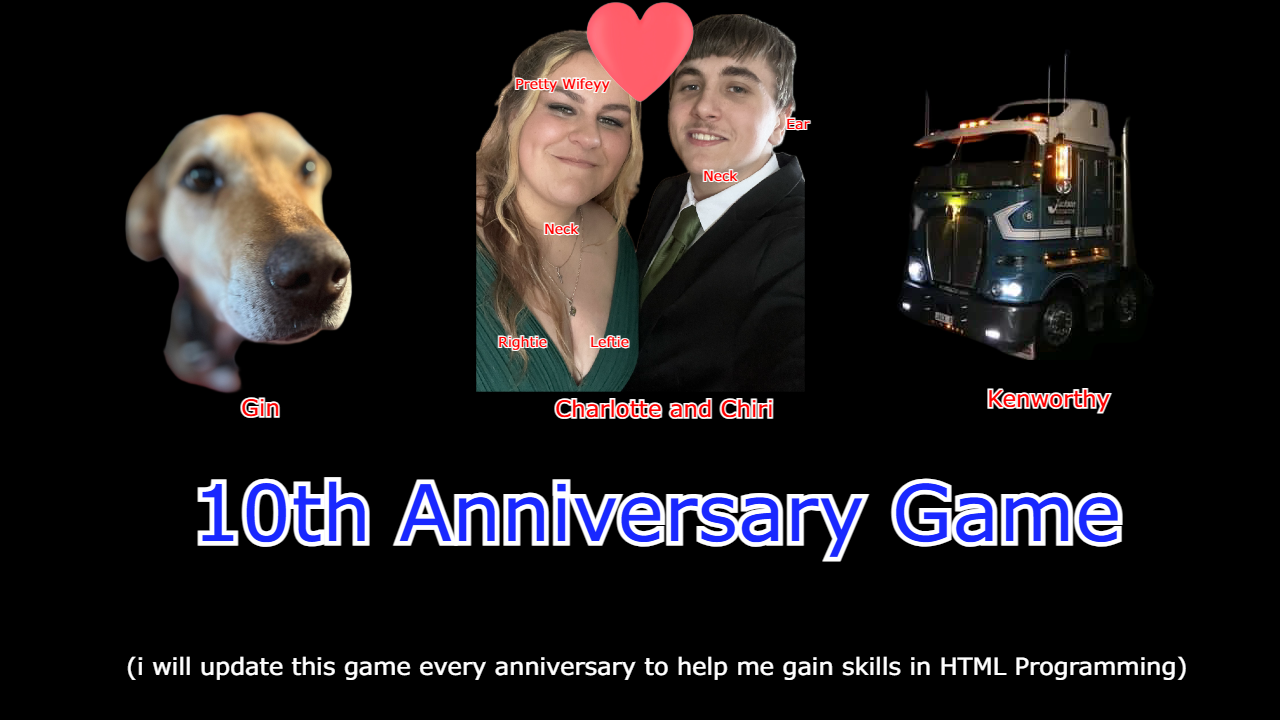 Pretty Wifeyy
Ear
Neck
Neck
Rightie
Leftie
Jackson
Gin
Charlotte and Chiri
Kenworthy
10th Anniversary Game
(i will update this game every anniversary to help me gain skills in HTML Programming)